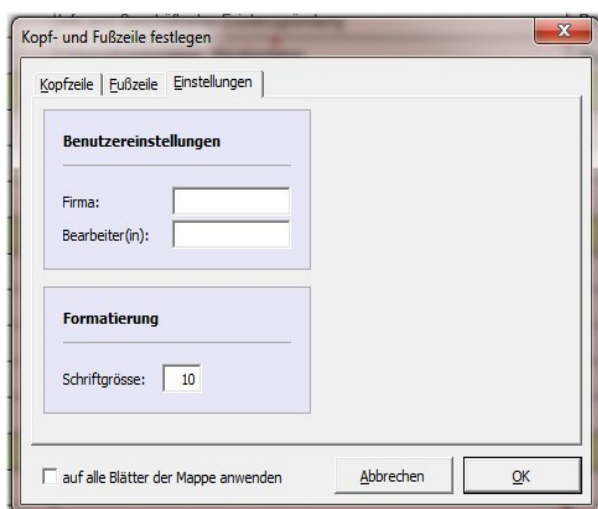 Kopf- und Fußzeile festlegen
Kopfzeile
Fußzeile
Einstellungen
Benutzereinstellungen
Firma:
Bearbeiter(in):
Formatierung
Schriftgrösse: 10
auf alle Blätter der Mappe anwenden
Abbrechen
OK